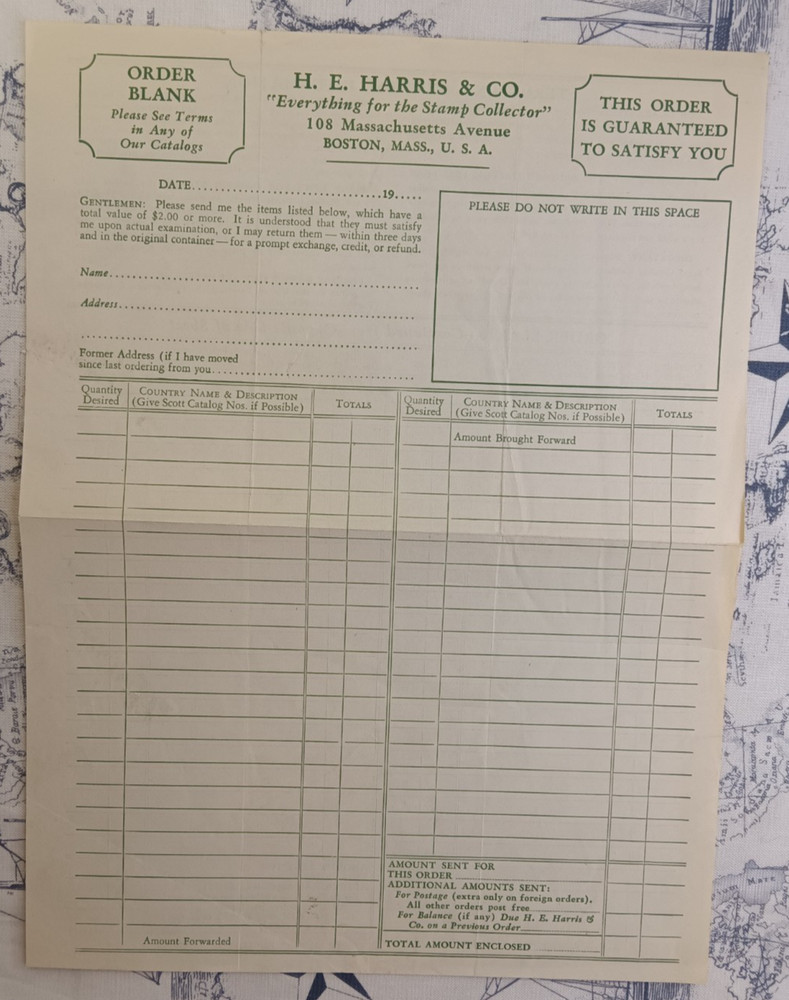 ORDER
BLANK
Please See Terms
in Any of
Our Catalogs
H. E. HARRIS & CO.
"Everything for the Stamp Collector"
108 Massachusetts Avenue
BOSTON, MASS., U. S. A.
THIS ORDER
IS GUARANTEED
TO SATISFY YOU
DATE................................19.....
GENTLEMEN: Please send me the items listed below, which have a
total value of $2.00 or more. It is understood that they must satisfy
me upon actual examination, or I may return them — within three days
and in the original container — for a prompt exchange, credit, or refund.
Name....................................................
Address..................................................
Former Address (if I have moved
since last ordering from you...................................
PLEASE DO NOT WRITE IN THIS SPACE
Quantity
Desired
COUNTRY NAME & DESCRIPTION
(Give Scott Catalog Nos. if Possible)
TOTALS
Quantity
Desired
COUNTRY NAME & DESCRIPTION
(Give Scott Catalog Nos. if Possible)
TOTALS
Amount Brought Forward
Amount Forwarded
AMOUNT SENT FOR
THIS ORDER
ADDITIONAL AMOUNTS SENT:
For Postage (extra only on foreign orders).
All other orders post free
For Balance (if any) Due H. E. Harris &
Co. on a Previous Order
TOTAL AMOUNT ENCLOSED